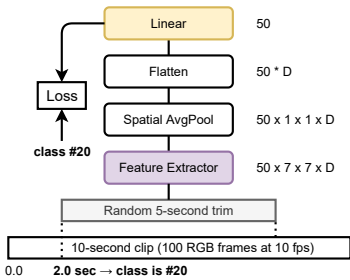 Linear 50
Flatten 50 * D
Loss
Spatial AvgPool 50 x 1 x 1 x D
class #20
Feature Extractor 50 x 7 x 7 x D
Random 5-second trim
10-second clip (100 RGB frames at 10 fps)
0.0 2.0 sec → class is #20